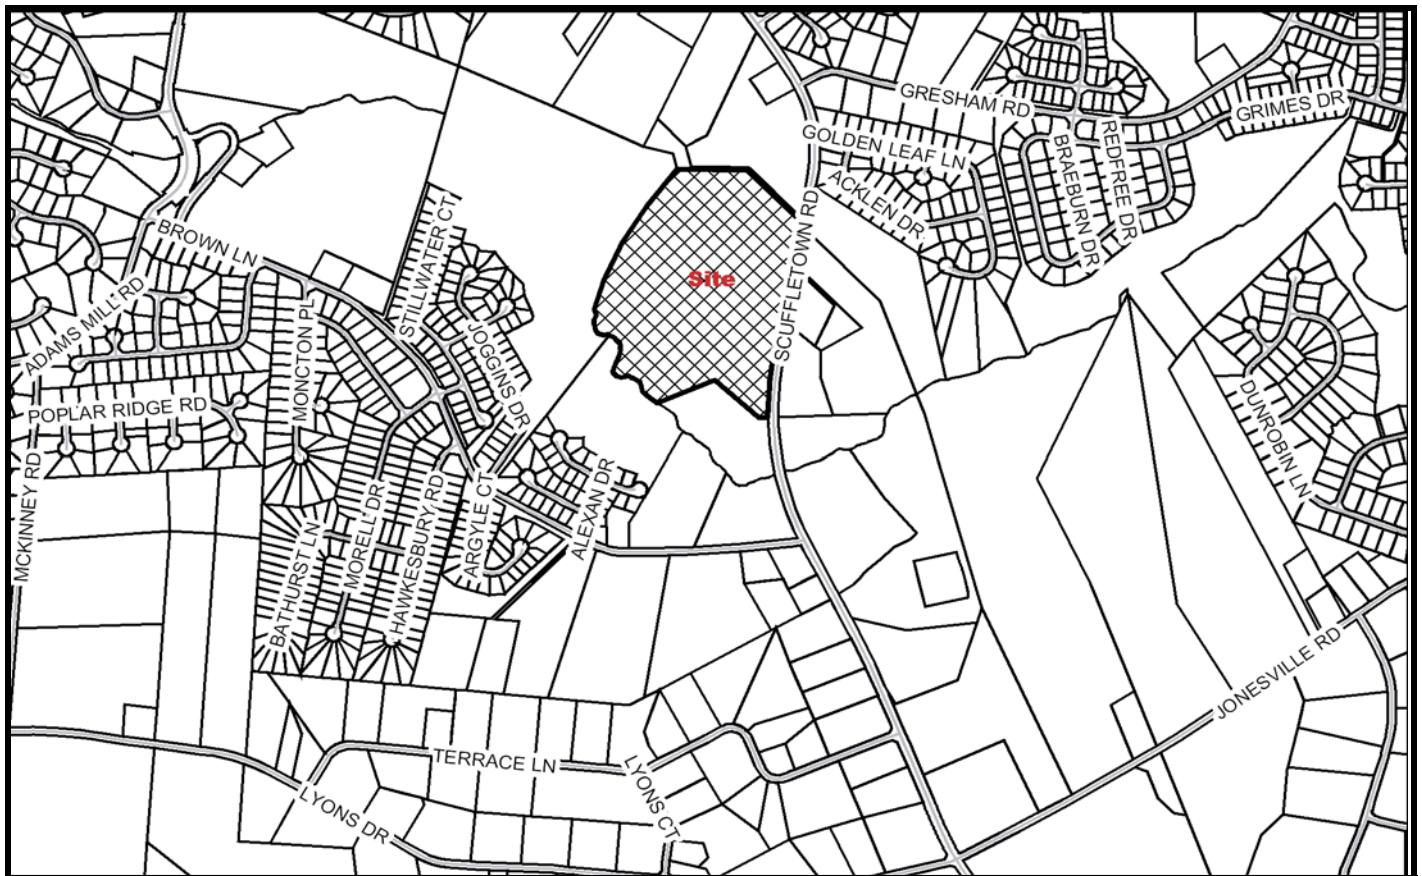 GRESHAM RD
GRIMES DR
GOLDEN LEAF LN
REDFREE DR
BRAEBURN DR
ACKLEN DR
STILLWATER CT
SCUFFLETOWN RD
BROWN LN
Site
ADAMS MILL RD
MONCTON PL
JOGGINS DR
POPLAR RIDGE RD
DUNROBIN LN
MCKINNEY RD
ALEXAN DR
ARGYLE CT
HAWKESBURY RD
MORELL DR
BATHURST LN
JONESVILLE RD
TERRACE LN
LYONS CT
LYONS DR